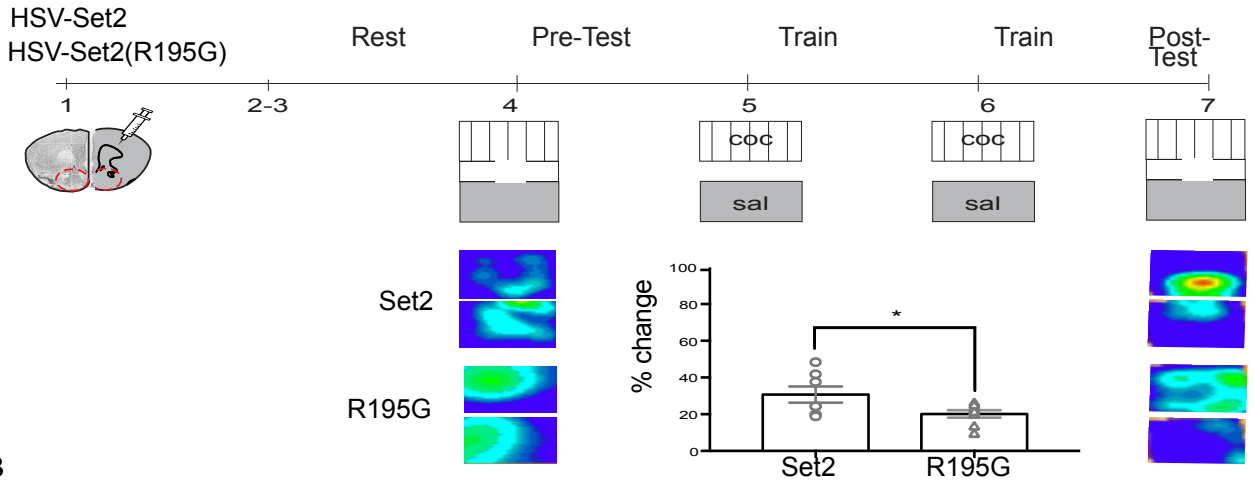 HSV-Set2
HSV-Set2(R195G)
Rest
Pre-Test
Train
Train
Post-
Test
1
2-3
4
5
6
7
coc
coc
sal
sal
Set2
R195G
% change
100
80
60
40
20
0
*
Set2
R195G